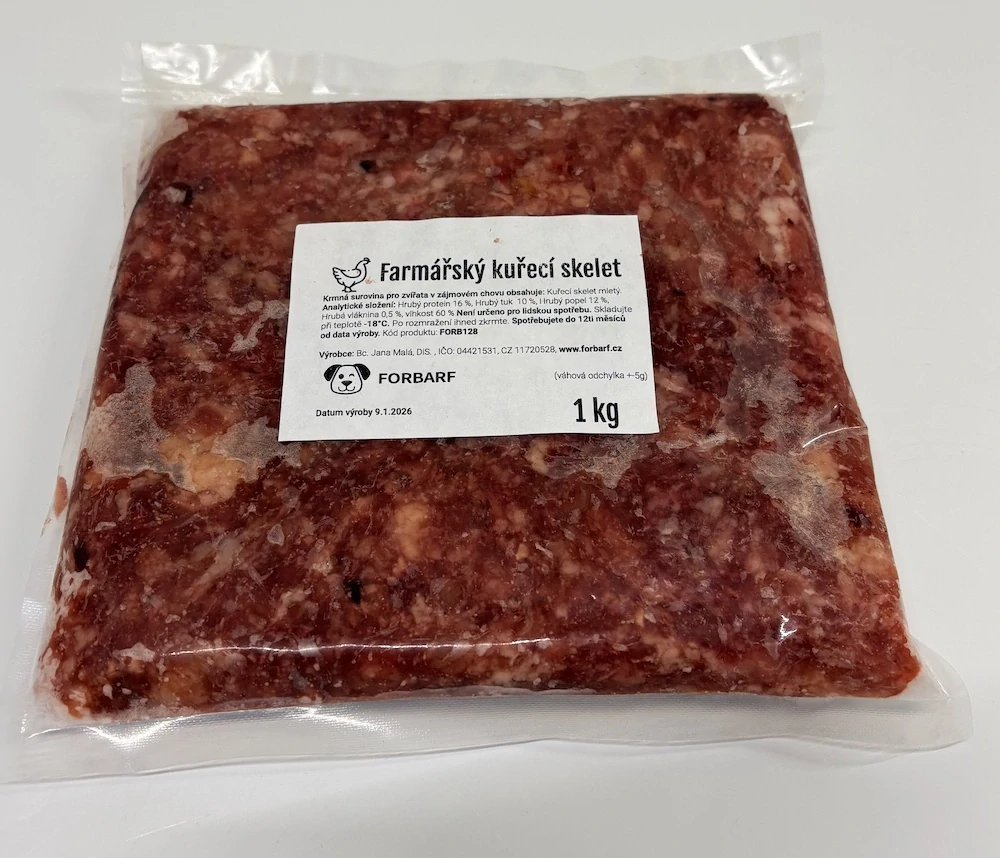 Farmářský kuřecí skelet
Krmná surovina pro zvířata v zájmovém chovu obsahuje: Kuřecí skelet mletý.
Analytické složení: Hrubý protein 16 %, Hrubý tuk 10 %, Hrubý popel 12 %,
Hrubá vláknina 0,5 %, vlhkost 60 % Není určeno pro lidskou spotřebu. Skladujte
při teplotě -18°C. Po rozmražení ihned zkrmte. Spotřebujete do 12ti měsíců
od data výroby. Kód produktu: FORB128
Výrobce: Bc. Jana Malá, DiS. , IČO: 04421531, CZ 11720528, www.forbarf.cz
FORBARF
(váhová odchylka +-5g)
Datum výroby 9.1.2026
1 kg